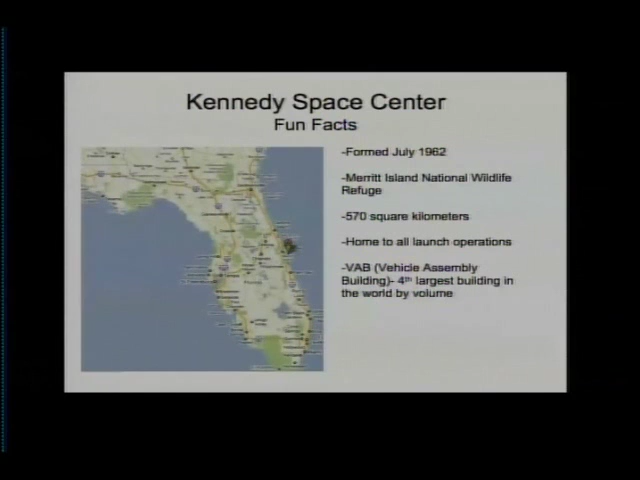 Kennedy Space Center
Fun Facts
-Formed July 1962
-Merritt Island National Wildlife
Refuge
-570 square kilometers
-Home to all launch operations
-VAB (Vehicle Assembly
Building)- 4th largest building in
the world by volume